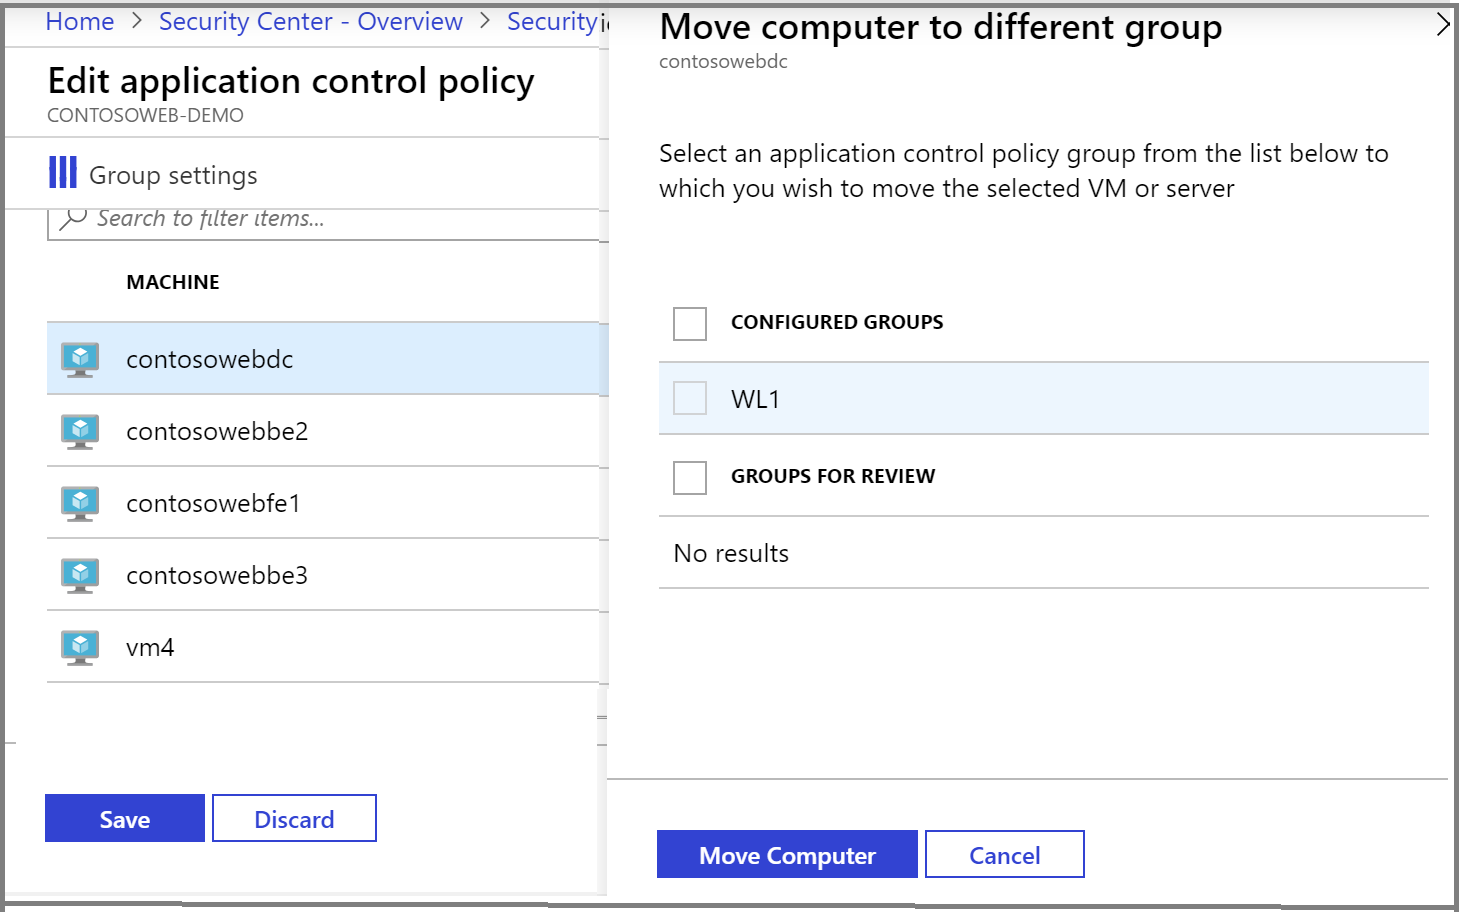 Home > Security Center - Overview > Security
Edit application control policy
CONTOSOWEB-DEMO
Group settings
Search to filter items...
MACHINE
contosowebdc
contosowebbe2
contosowebfe1
contosowebbe3
vm4
Save Discard
Move computer to different group
contosowebdc
Select an application control policy group from the list below to
which you wish to move the selected VM or server
CONFIGURED GROUPS
WL1
GROUPS FOR REVIEW
No results
Move Computer Cancel